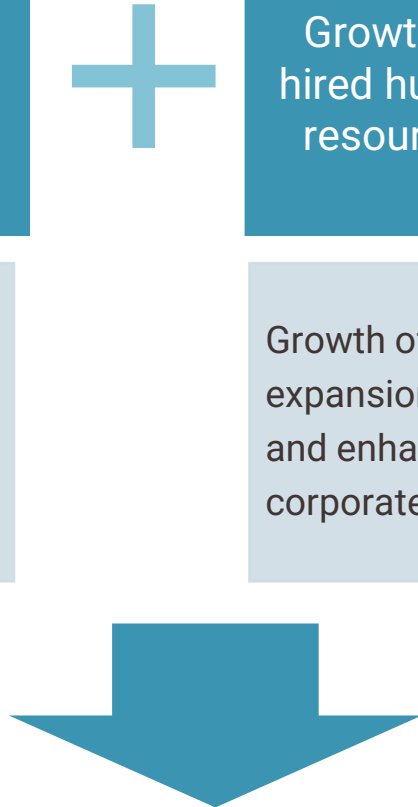 Growt
hired hu
resour
Growth of
expansion
and enha
corporate